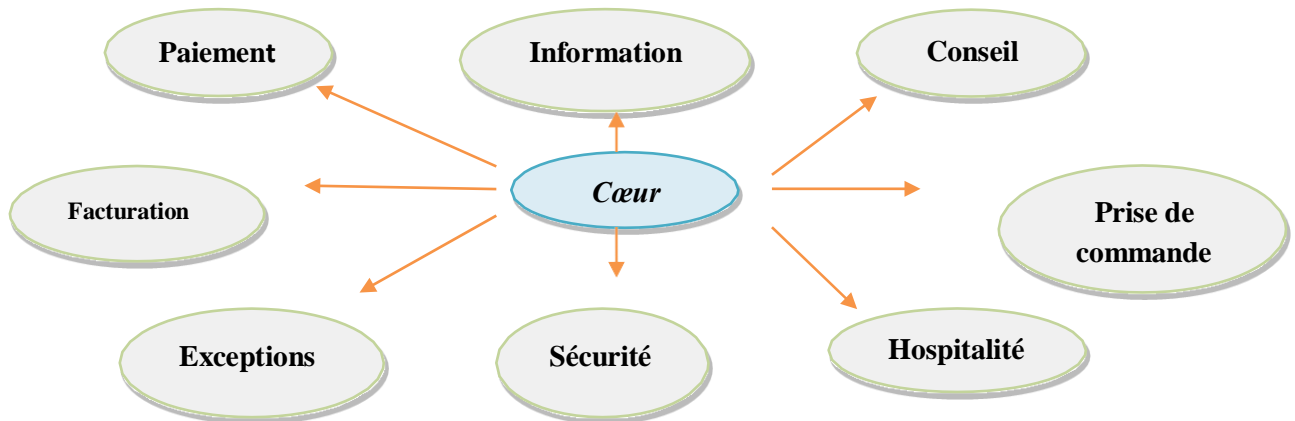 Paiement
Information
Conseil
Cœur
Facturation
Prise de
commande
Exceptions
Sécurité
Hospitalité